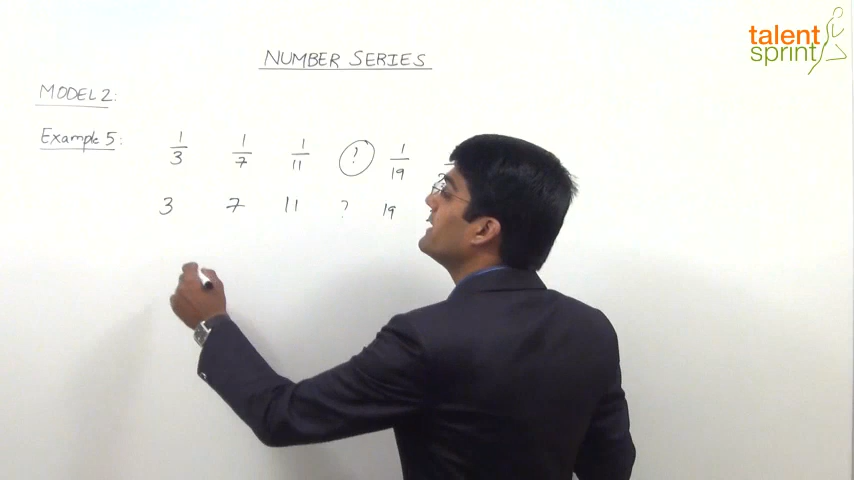 talent
sprint
NUMBER SERIES
MODEL 2:
Example 5: 1/3 1/7 1/11 ? 1/19
3 7 11 ? 19